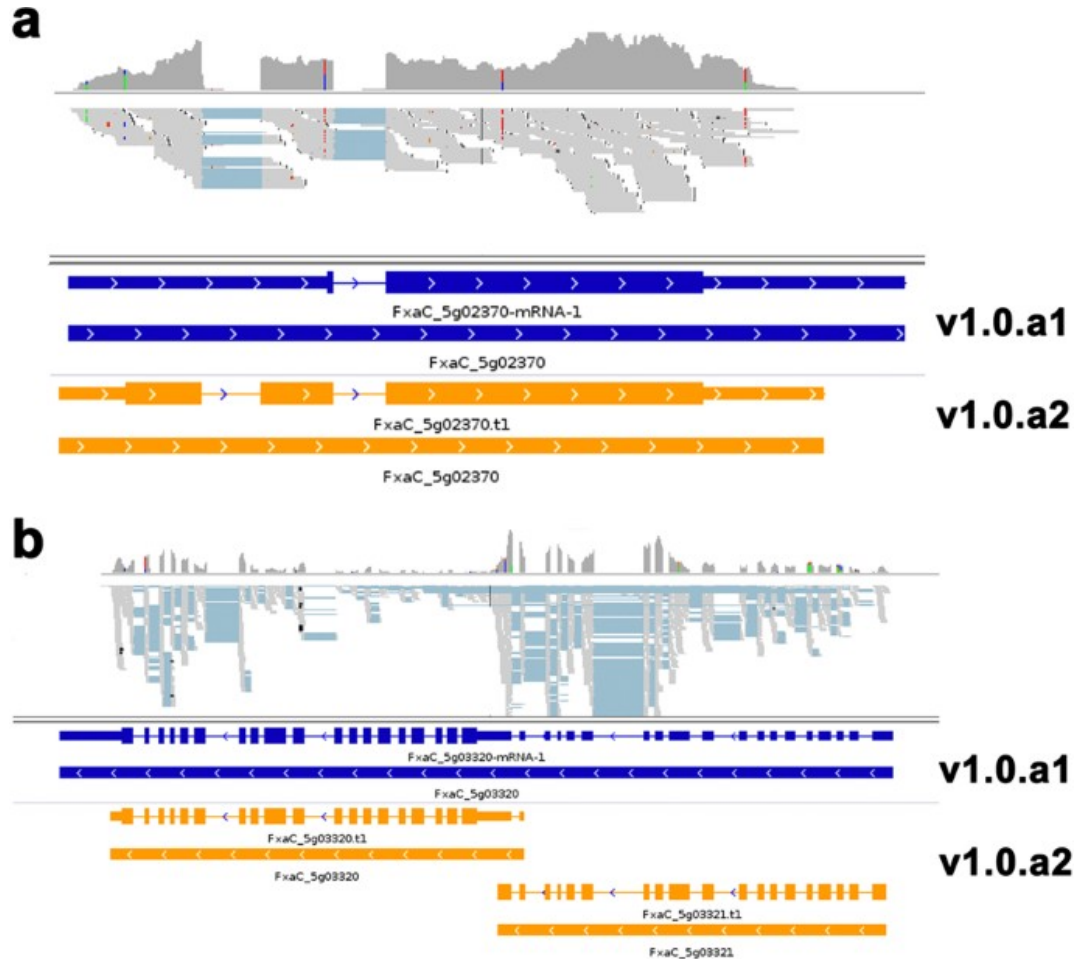 a
FxaC_5g02370-mRNA-1
FxaC_5g02370
v1.0.a1
FxaC_5g02370.t1
FxaC_5g02370
v1.0.a2
b
FxaC_5g03320-mRNA-1
FxaC_5g03320
v1.0.a1
FxaC_5g03320.t1
FxaC_5g03320
v1.0.a2
FxaC_5g03321.t1
FxaC_5g03321